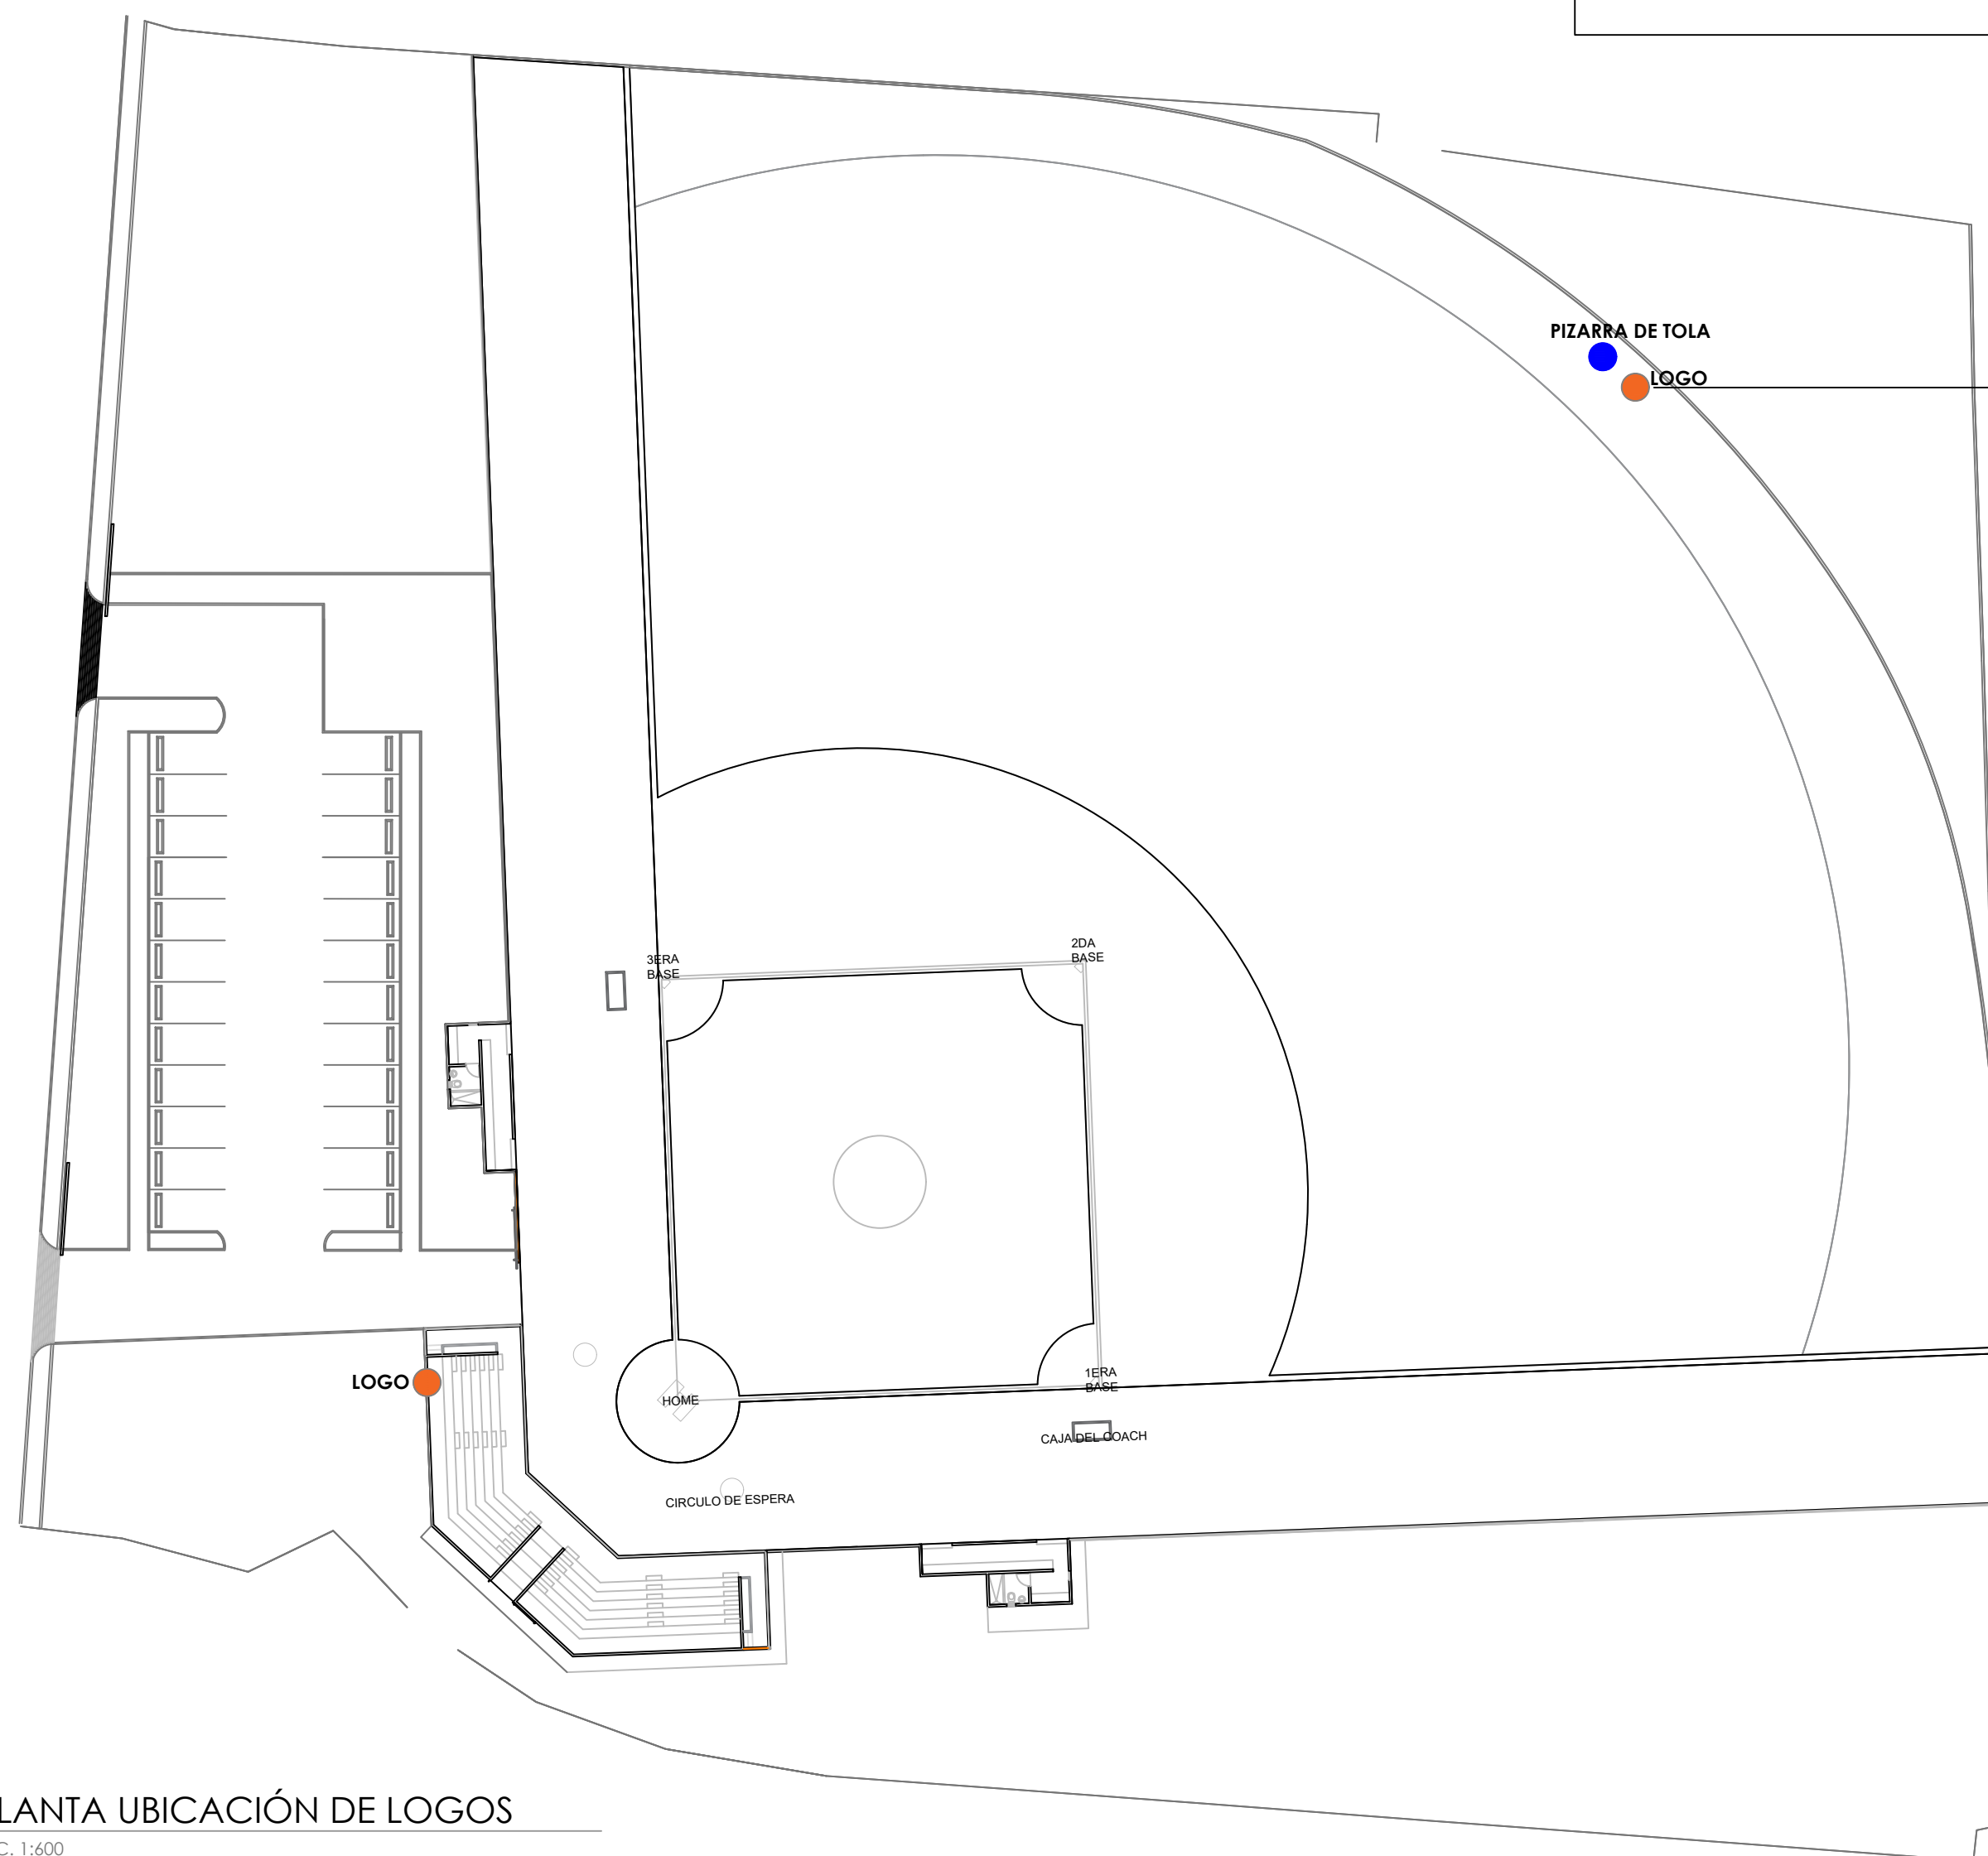 PIZARRA DE TOLA
LOGO
3ERA
BASE
2DA
BASE
1ERA
BASE
LOGO
HOME
CAJA DEL COACH
CIRCULO DE ESPERA
LANTA UBICACIÓN DE LOGOS
C. 1:600